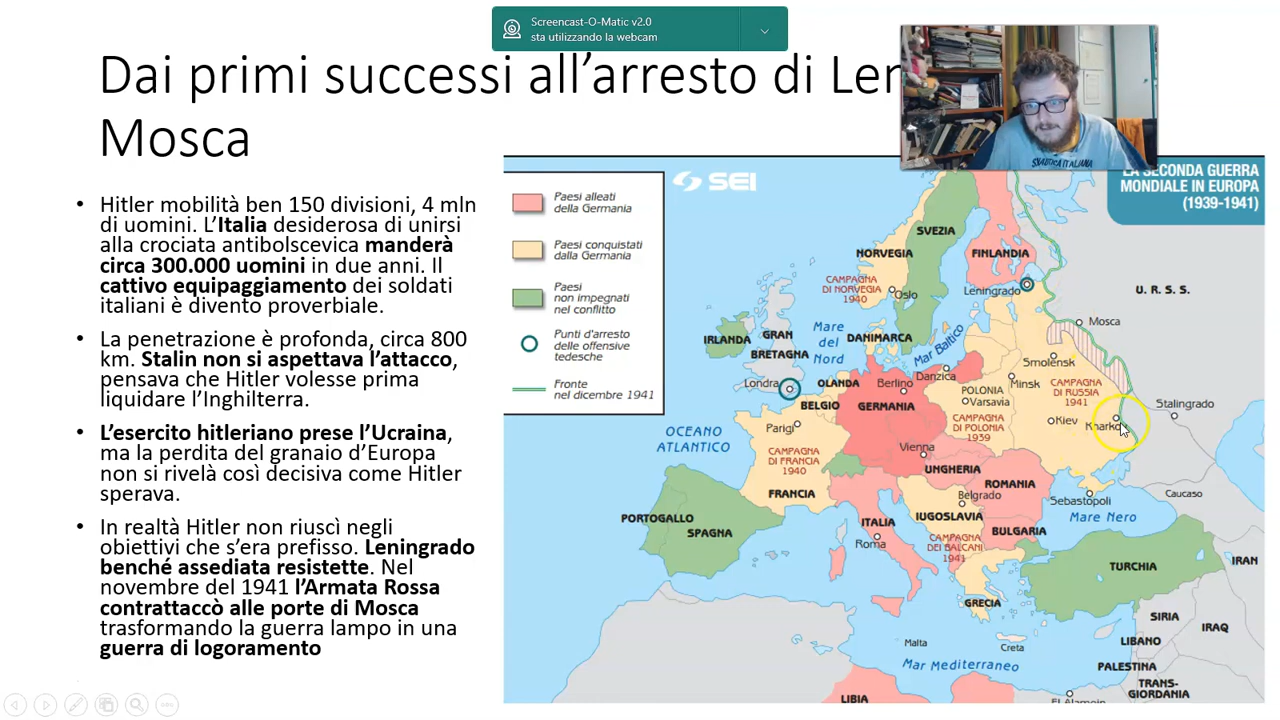 Screencast-O-Matic v2.0
sta utilizzando la webcam
Dai primi successi all’arresto di Len
Mosca
• Hitler mobilità ben 150 divisioni, 4 mln
di uomini. L’Italia desiderosa di unirsi
alla crociata antibolscevica manderà
circa 300.000 uomini in due anni. Il
cattivo equipaggiamento dei soldati
italiani è divento proverbiale.
• La penetrazione è profonda, circa 800
km. Stalin non si aspettava l’attacco,
pensava che Hitler volesse prima
liquidare l’Inghilterra.
• L’esercito hitleriano prese l’Ucraina,
ma la perdita del granaio d’Europa
non si rivelà così decisiva come Hitler
sperava.
• In realtà Hitler non riuscì negli
obiettivi che s’era prefisso. Leningrado
benché assediata resistette. Nel
novembre del 1941 l’Armata Rossa
contrattaccò alle porte di Mosca
trasformando la guerra lampo in una
guerra di logoramento
SEI
LA SECONDA GUERRA
MONDIALE IN EUROPA
(1939-1941)
Paesi alleati
della Germania
Paesi conquistati
dalla Germania
Paesi
non impegnati
nel conflitto
Punti d'arresto
delle offensive
tedesche
Fronte
nel dicembre 1941
SVEZIA
NORVEGIA
FINLANDIA
CAMPAGNA
DI NORVEGIA
1940
Oslo
Leningrado
U.R.S.S.
Mosca
IRLANDA
GRAN
BRETAGNA
Mare
del
Nord
DANIMARCA
Mar Baltico
Smolensk
Londra
OLANDA
Berlino
Danzica
Minsk
CAMPAGNA
DI RUSSIA
1941
BELGIO
GERMANIA
POLONIA
Varsavia
Stalingrado
OCEANO
ATLANTICO
Parigi
CAMPAGNA
DI POLONIA
1939
Kiev
Kharko
CAMPAGNA
DI FRANCIA
1940
Vienna
UNGHERIA
FRANCIA
ROMANIA
Belgrado
Sebastopoli
Caucaso
PORTOGALLO
SPAGNA
ITALIA
Roma
IUGOSLAVIA
BULGARIA
Mare Nero
CAMPAGNA
DEI BALCANI
1941
TURCHIA
IRAN
GRECIA
SIRIA
IRAQ
Malta
Creta
LIBANO
Mar Mediterraneo
PALESTINA
TRANS-
GIORDANIA
LIBIA
El Alamein